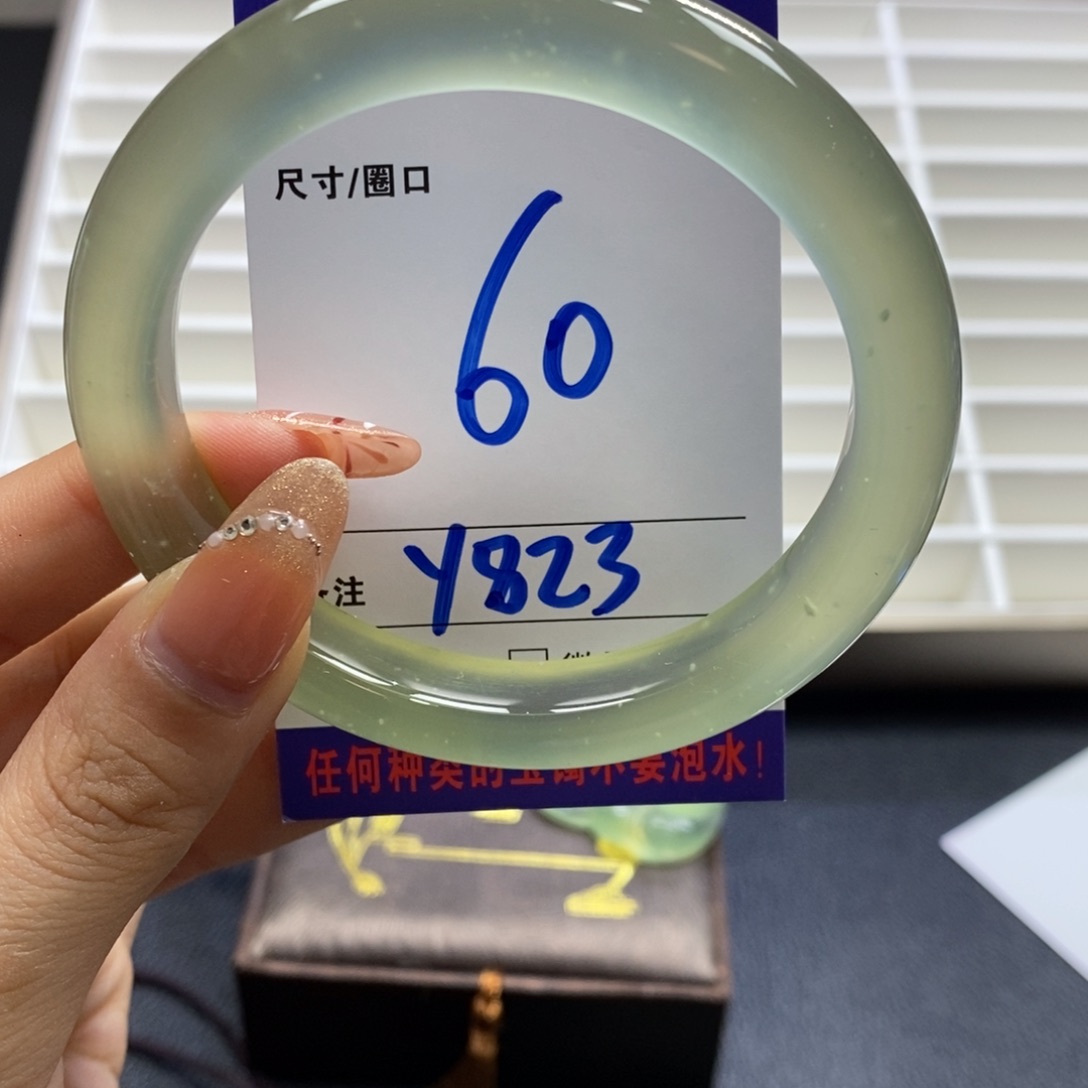 尺寸/圈口
60
注 Y823
任何种类的玉镯不要泡水!